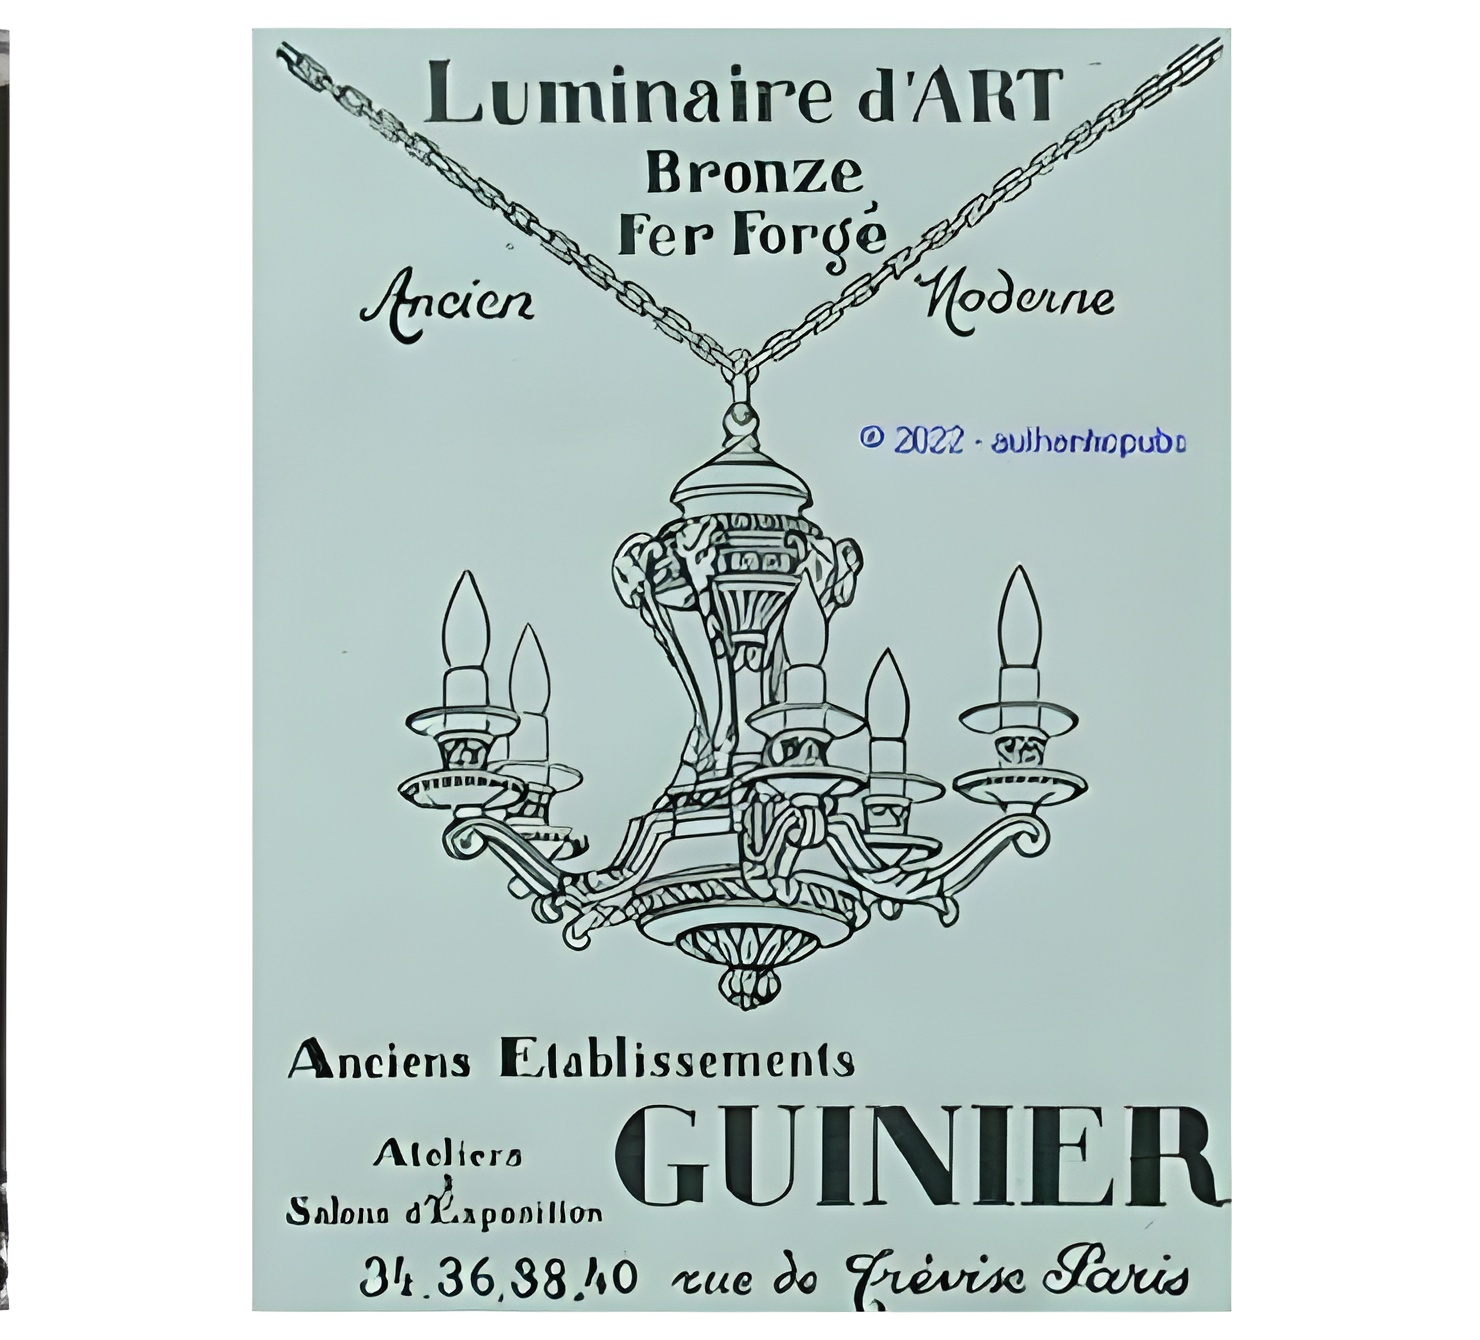 Luminaire d'ART
Bronze
Fer Forgé
Ancien Moderne
© 2022 -
Anciens Etablissements
GUINIER
Ateliers
&
Salons d'Exposition
34.36.38.40 rue de Trévise Paris